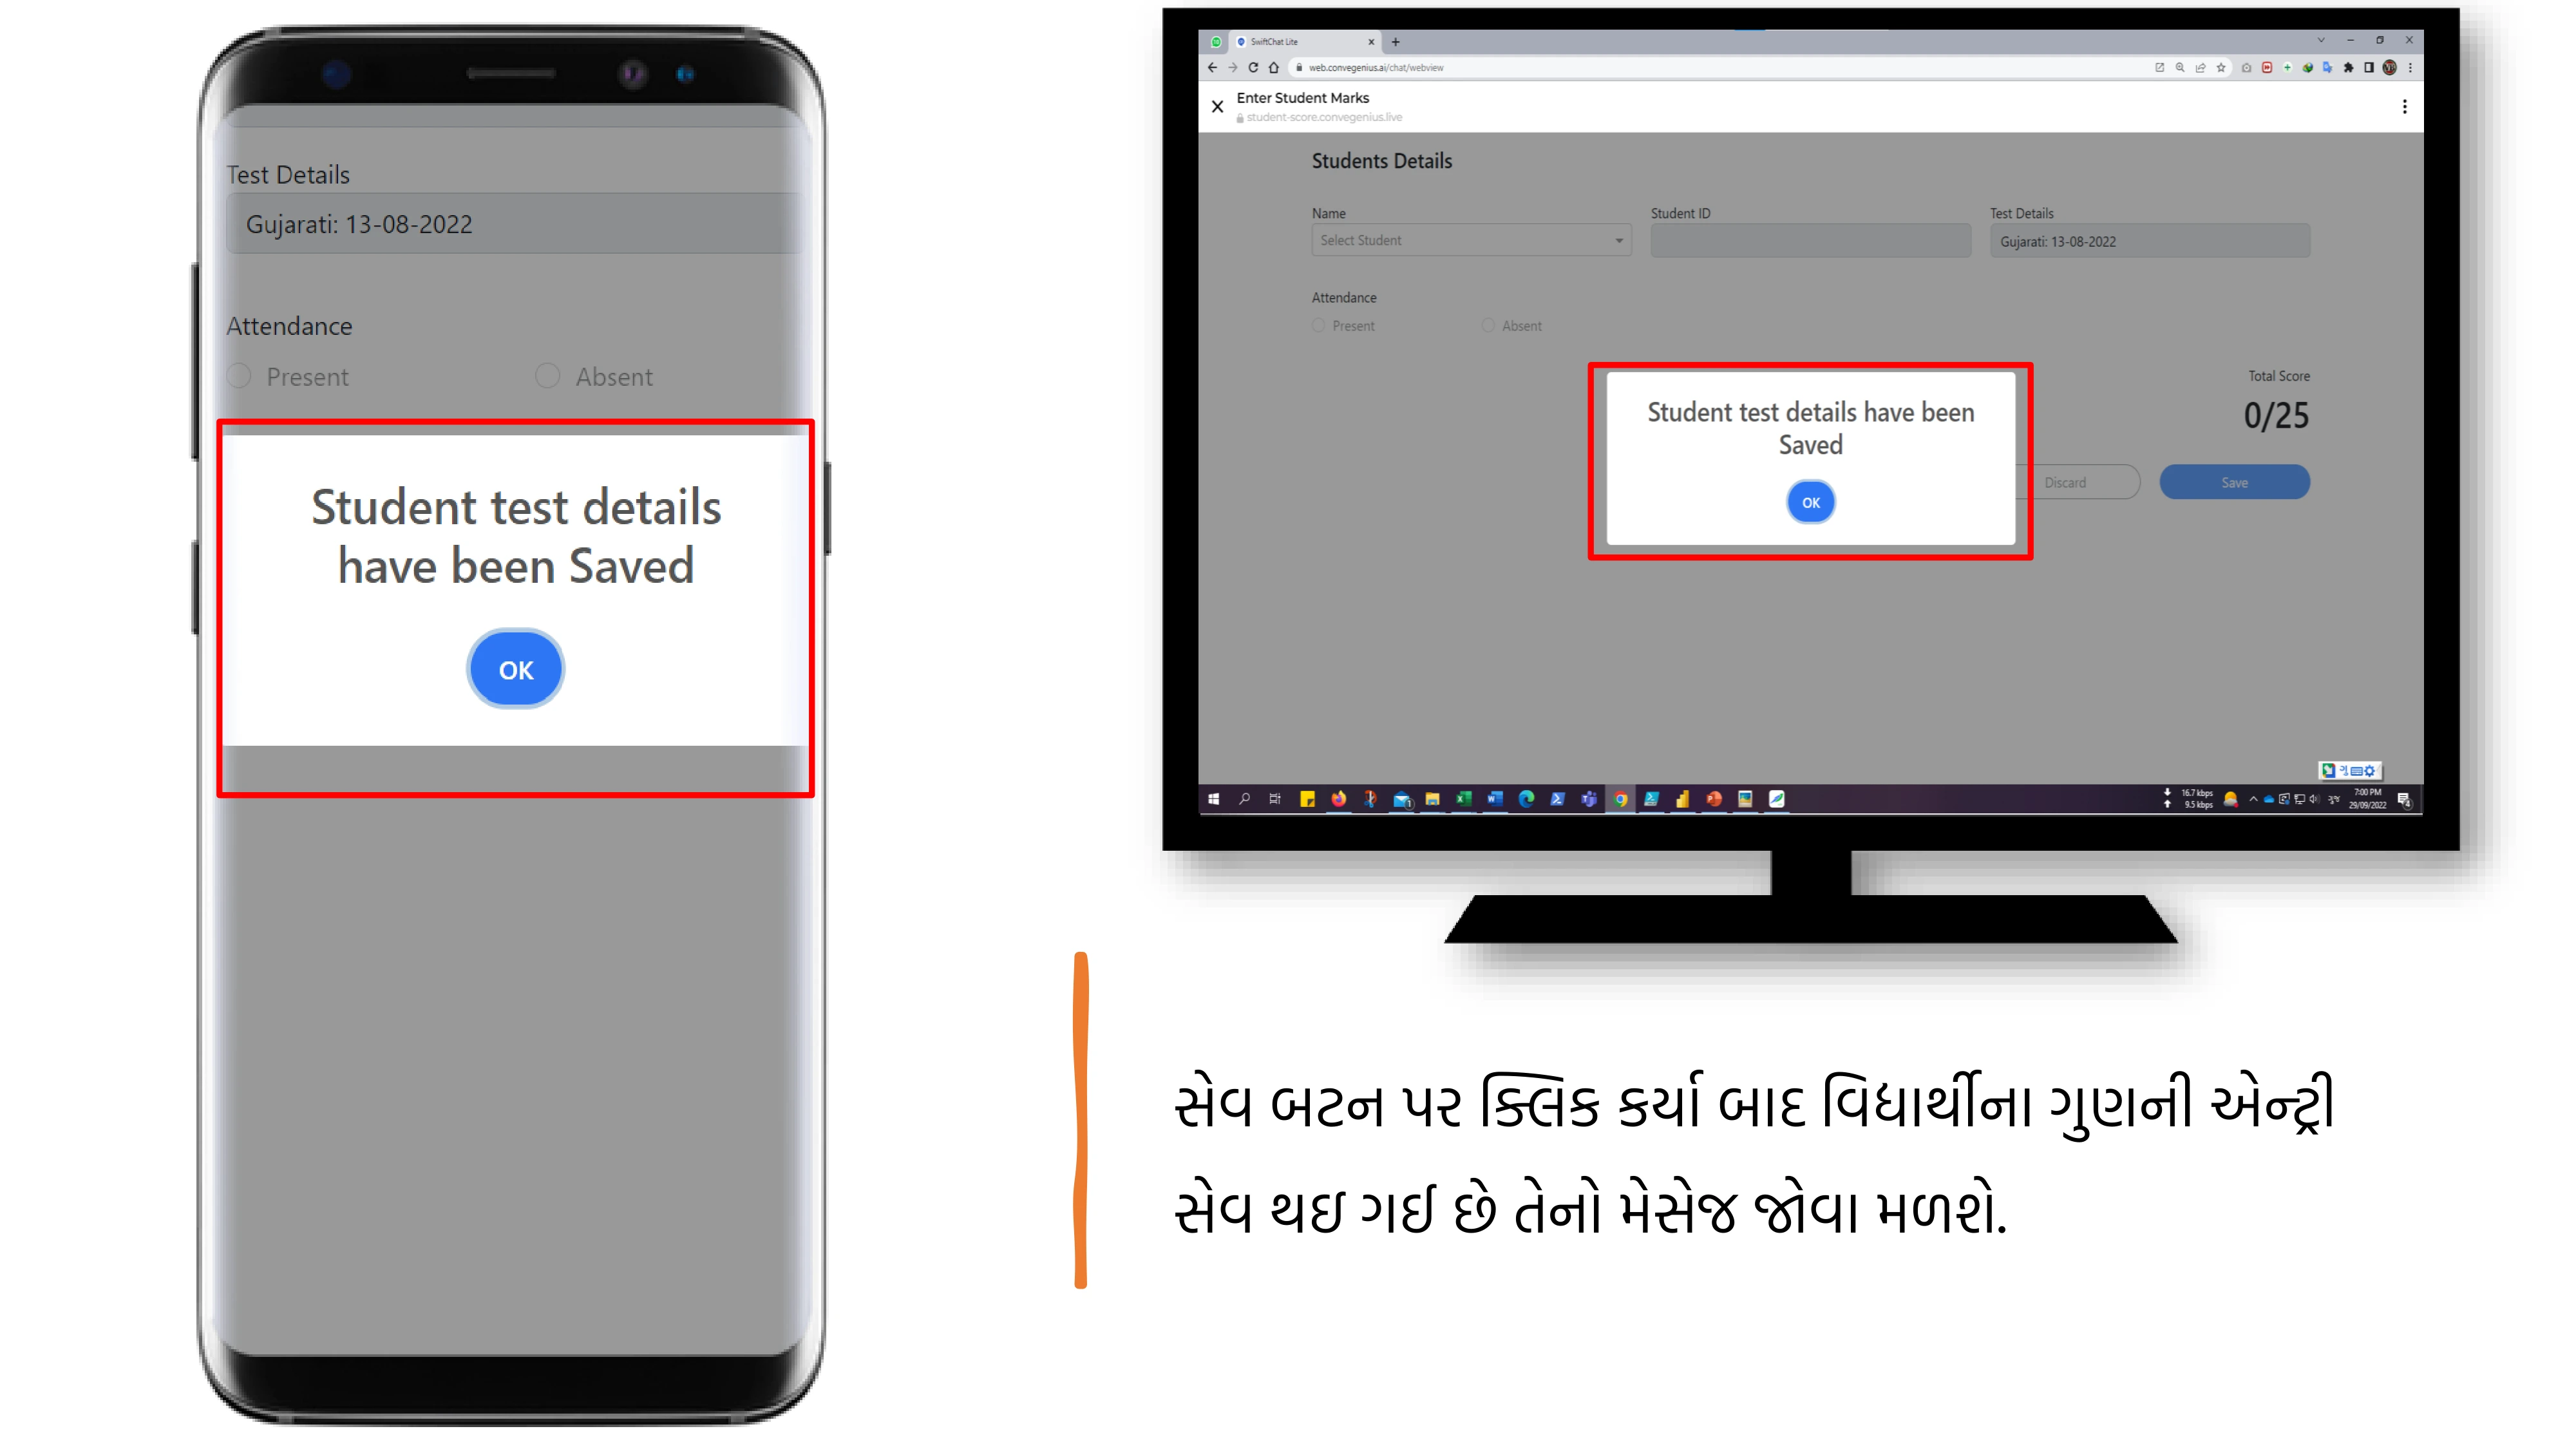 Test Details
Gujarati: 13-08-2022
Attendance
Present Absent
Student test details
have been Saved
OK
SwiftChat Lite
web.convegenius.ai/chat/webview
Enter Student Marks
student-score.convegenius.live
Students Details
Name Student ID Test Details
Select Student Gujarati: 13-08-2022
Attendance
Present Absent
Total Score
0/25
Student test details have been
Saved
OK
Discard Save
16.7 kbps
9.5 kbps
7:00 PM
29/09/2022
સેવ બટન પર ક્લિક કર્યા બાદ વિદ્યાર્થીના ગુણની એન્ટ્રી
સેવ થઇ ગઈ છે તેનો મેસેજ જોવા મળશે.